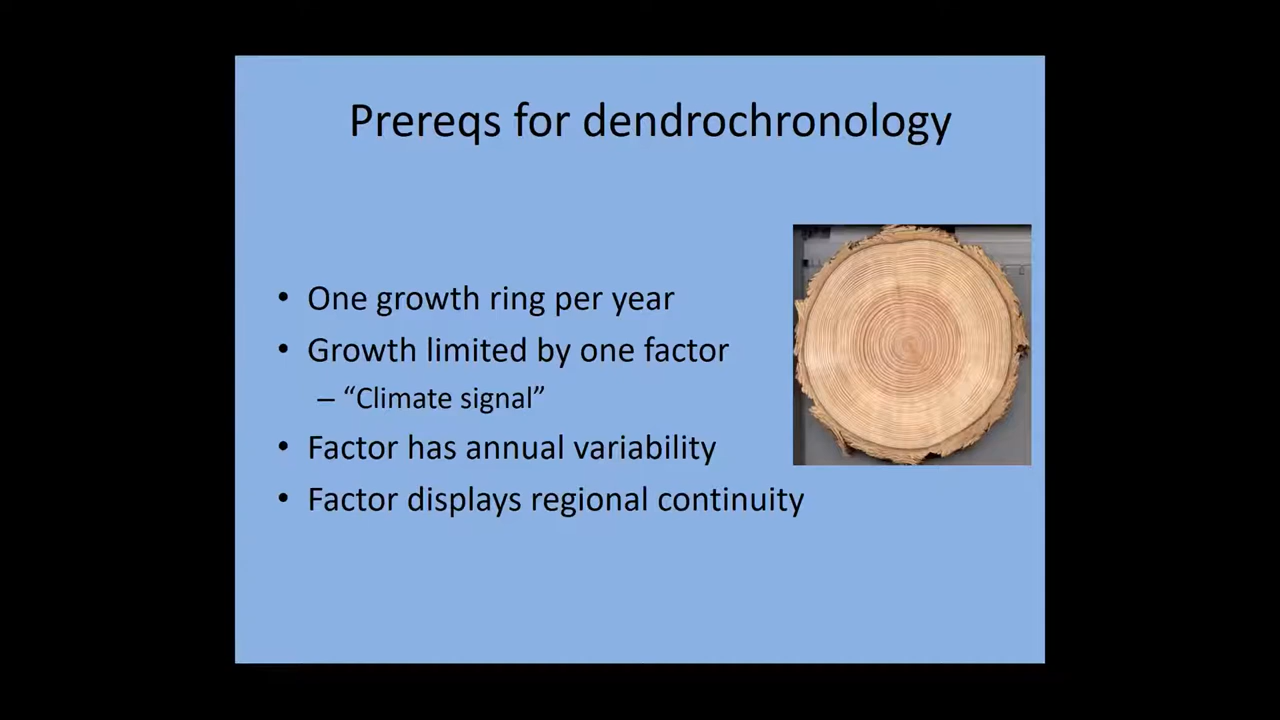 Prereqs for dendrochronology
• One growth ring per year
• Growth limited by one factor
– “Climate signal”
• Factor has annual variability
• Factor displays regional continuity